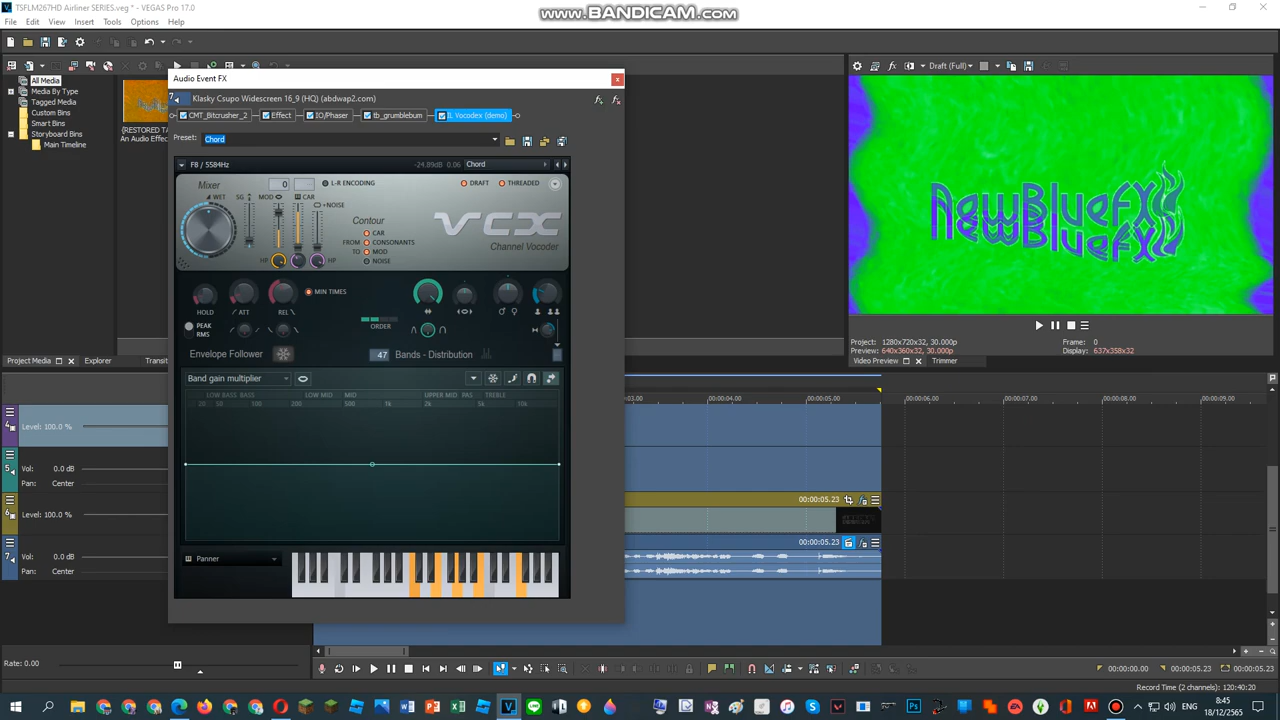 TSFLM267HD Airliner SERIES.veg * - VEGAS Pro 17.0
www.BANDICAM.com
File Edit View Insert Tools Options Help
Audio Event FX
Klasky Csupo Widescreen 16_9 (HQ) (abdwap2.com)
CMT_Bitcrusher_2 Effect IO/Phaser tb_grumblebum IL Vocodex (demo)
Preset: Chord
F8 / 5584Hz -24.89dB 0.06 Chord
Mixer 0 L-R ENCODING DRAFT THREADED
WET SG MOD CAR +NOISE
Contour
CAR
FROM CONSONANTS
TO MOD
NOISE
HP HP
VCX
Channel Vocoder
HOLD ATT REL MIN TIMES
PEAK
RMS
ORDER
Envelope Follower 47 Bands - Distribution
Band gain multiplier
LOW BASS BASS LOW MID MID UPPER MID PAS TREBLE
20 50 100 200 500 1k 2k 5k 10k
Panner
All Media
Media By Type
Tagged Media
Custom Bins
Smart Bins
Storyboard Bins
Main Timeline
{RESTORED TA
An Audio Effec
Project Media Explorer Transiti
Draft (Full)
NewBlueFX
NewBlueFX
Project: 1280x720x32, 30.000p
Preview: 640x360x32, 30.000p
Frame: 0
Display: 637x358x32
Video Preview Trimmer
03.00 00:00:04.00 00:00:05.00 00:00:06.00 00:00:07.00 00:00:08.00 00:00:09.00
4 Level: 100.0 %
5 Vol: 0.0 dB
Pan: Center
6 Level: 100.0 %
7 Vol: 0.0 dB
Pan: Center
00:00:05.23
00:00:05.23
Rate: 0.00
00:00:00.00 00:00:05.23 00:00:05.23
Record Time (2 channels): 120:40:20
ENG
8:45
18/12/2565